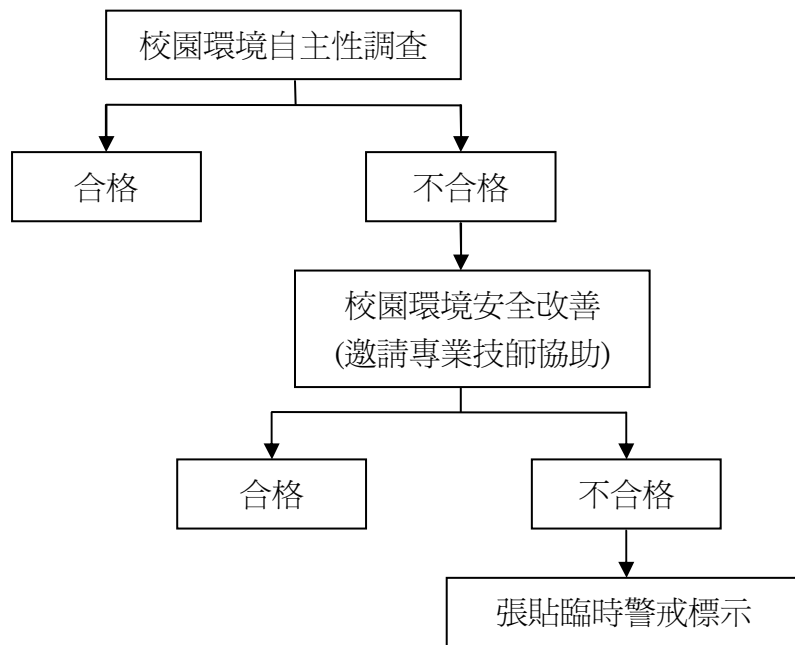 校園環境自主性調查
合格
不合格
校園環境安全改善
(邀請專業技師協助)
合格
不合格
張貼臨時警戒標示